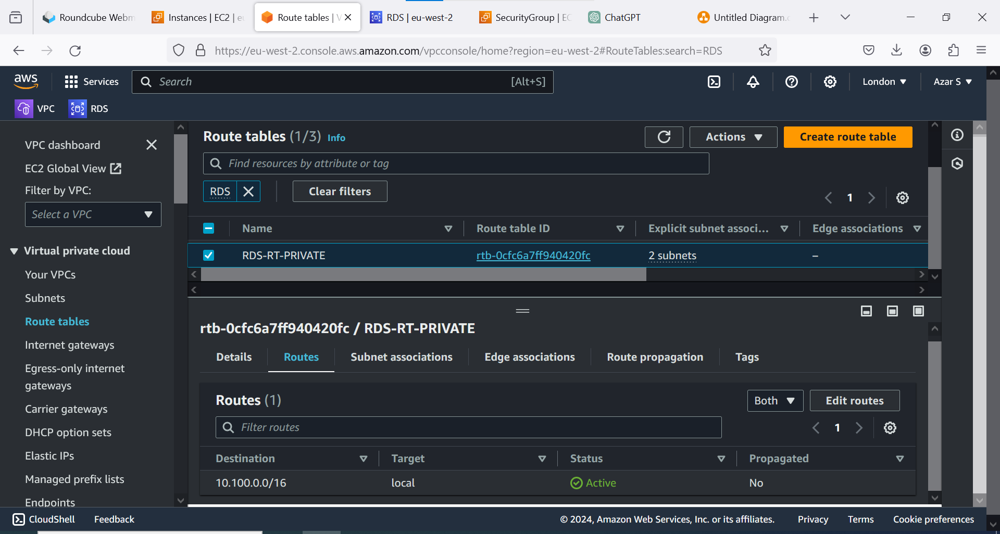 Roundcube Webm
Instances | EC2 | eu
Route tables | V
RDS | eu-west-2
SecurityGroup | EC
ChatGPT
Untitled Diagram.
https://eu-west-2.console.aws.amazon.com/vpcconsole/home?region=eu-west-2#RouteTables:search=RDS
aws
Services
Search
[Alt+S]
London
Azar S
VPC
RDS
VPC dashboard
EC2 Global View
Filter by VPC:
Select a VPC
Virtual private cloud
Your VPCs
Subnets
Route tables
Internet gateways
Egress-only internet
gateways
Carrier gateways
DHCP option sets
Elastic IPs
Managed prefix lists
Endpoints
Route tables (1/3) Info
Actions
Create route table
Find resources by attribute or tag
RDS
Clear filters
1
Name
Route table ID
Explicit subnet associ...
Edge associations
RDS-RT-PRIVATE
rtb-0cfc6a7ff940420fc
2 subnets
–
rtb-0cfc6a7ff940420fc / RDS-RT-PRIVATE
Details
Routes
Subnet associations
Edge associations
Route propagation
Tags
Routes (1)
Both
Edit routes
Filter routes
1
Destination
Target
Status
Propagated
10.100.0.0/16
local
Active
No
CloudShell
Feedback
© 2024, Amazon Web Services, Inc. or its affiliates.
Privacy
Terms
Cookie preferences